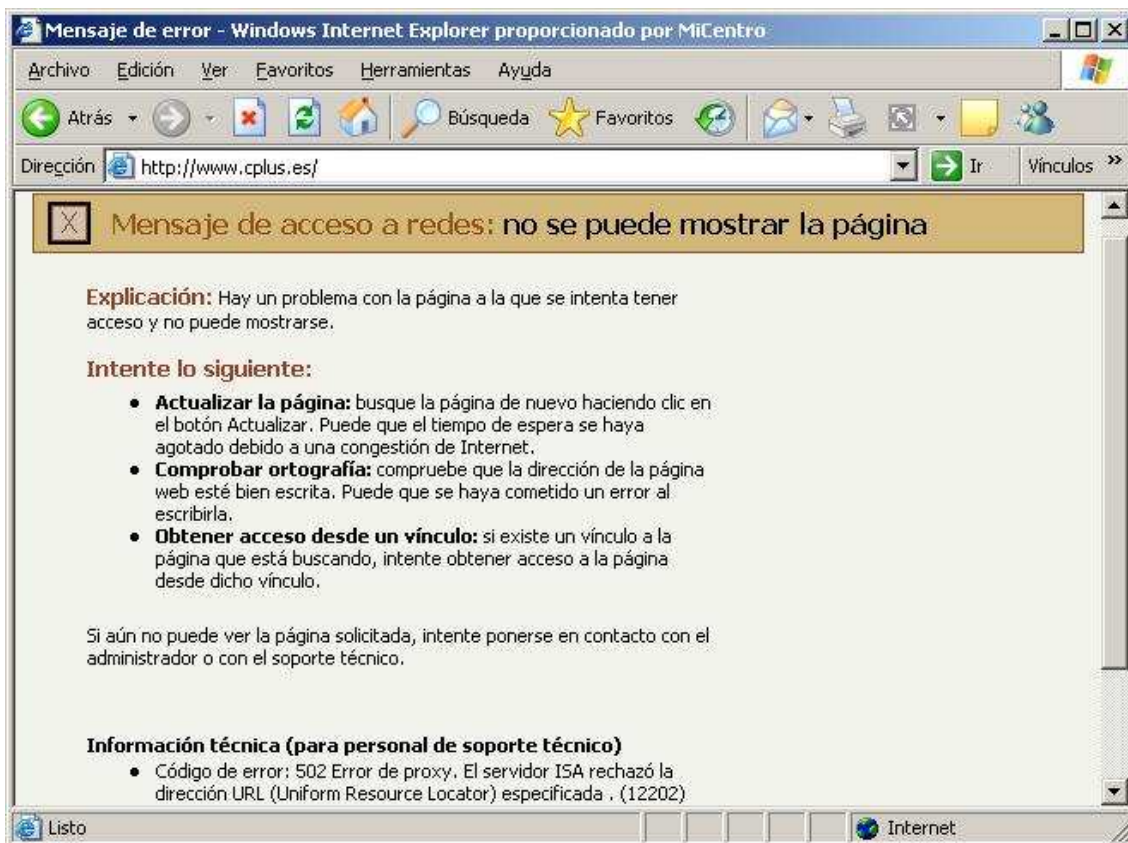 Mensaje de error - Windows Internet Explorer proporcionado por MiCentro
Archivo Edición Ver Favoritos Herramientas Ayuda
Atrás Búsqueda Favoritos
Dirección http://www.cplus.es/ Ir Vínculos »
X Mensaje de acceso a redes: no se puede mostrar la página
Explicación: Hay un problema con la página a la que se intenta tener
acceso y no puede mostrarse.
Intente lo siguiente:
• Actualizar la página: busque la página de nuevo haciendo clic en
el botón Actualizar. Puede que el tiempo de espera se haya
agotado debido a una congestión de Internet.
• Comprobar ortografía: compruebe que la dirección de la página
web esté bien escrita. Puede que se haya cometido un error al
escribirla.
• Obtener acceso desde un vínculo: si existe un vínculo a la
página que está buscando, intente obtener acceso a la página
desde dicho vínculo.
Si aún no puede ver la página solicitada, intente ponerse en contacto con el
administrador o con el soporte técnico.
Información técnica (para personal de soporte técnico)
• Código de error: 502 Error de proxy. El servidor ISA rechazó la
dirección URL (Uniform Resource Locator) especificada . (12202)
Listo Internet